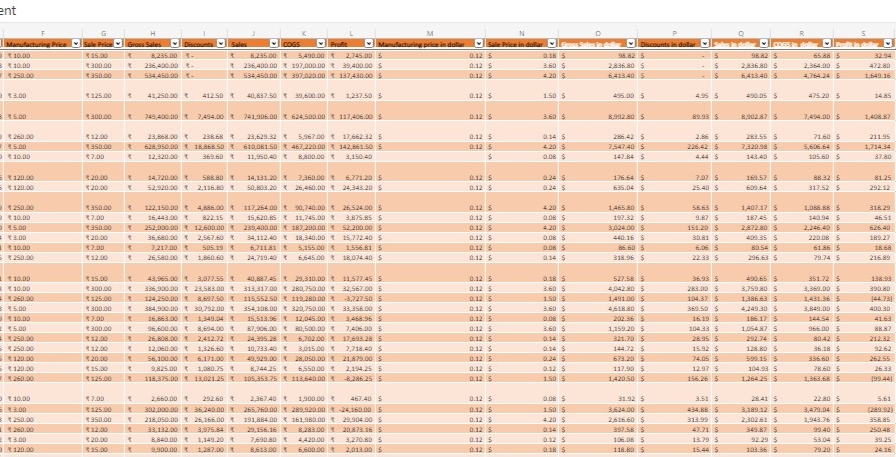 ent
F G H I J K L M N O P Q R S
Manufacturing Price Sale Price Gross Sales Discounts Sales COGS Profit Manufacturing price in dollar Sale Price in dollar Gross Sales in dollar Discounts in dollar Sales in dollar COGS in dollar Profit in dollar
₹ 10.00 ₹ 15.00 ₹ 8,235.00 ₹ - ₹ 8,235.00 ₹ 5,490.00 ₹ 2,745.00 $ 0.12 $ 0.18 $ 98.82 $ - $ 98.82 $ 65.88 $ 32.94
₹ 10.00 ₹ 300.00 ₹ 236,400.00 ₹ - ₹ 236,400.00 ₹ 197,000.00 ₹ 39,400.00 $ 0.12 $ 3.60 $ 2,836.80 $ - $ 2,836.80 $ 2,364.00 $ 472.80
₹ 250.00 ₹ 350.00 ₹ 534,450.00 ₹ - ₹ 534,450.00 ₹ 397,020.00 ₹ 137,430.00 $ 0.12 $ 4.20 $ 6,413.40 $ - $ 6,413.40 $ 4,764.24 $ 1,649.16
₹ 3.00 ₹ 125.00 ₹ 41,250.00 ₹ 412.50 ₹ 40,837.50 ₹ 39,600.00 ₹ 1,237.50 $ 0.12 $ 1.50 $ 495.00 $ 4.95 $ 490.05 $ 475.20 $ 14.85
₹ 5.00 ₹ 300.00 ₹ 749,400.00 ₹ 7,494.00 ₹ 741,906.00 ₹ 624,500.00 ₹ 117,406.00 $ 0.12 $ 3.60 $ 8,992.80 $ 89.93 $ 8,902.87 $ 7,494.00 $ 1,408.87
₹ 260.00 ₹ 12.00 ₹ 23,868.00 ₹ 238.68 ₹ 23,629.32 ₹ 5,967.00 ₹ 17,662.32 $ 0.12 $ 0.14 $ 286.42 $ 2.86 $ 283.55 $ 71.60 $ 211.95
₹ 5.00 ₹ 350.00 ₹ 628,950.00 ₹ 18,868.50 ₹ 610,081.50 ₹ 467,220.00 ₹ 142,861.50 $ 0.12 $ 4.20 $ 7,547.40 $ 226.42 $ 7,320.98 $ 5,606.64 $ 1,714.34
₹ 10.00 ₹ 7.00 ₹ 12,320.00 ₹ 369.60 ₹ 11,950.40 ₹ 8,800.00 ₹ 3,150.40 $ 0.08 $ 147.84 $ 4.44 $ 143.40 $ 105.60 $ 37.80
₹ 120.00 ₹ 20.00 ₹ 14,720.00 ₹ 588.80 ₹ 14,131.20 ₹ 7,360.00 ₹ 6,771.20 $ 0.12 $ 0.24 $ 176.64 $ 7.07 $ 169.57 $ 88.32 $ 81.25
₹ 120.00 ₹ 20.00 ₹ 52,920.00 ₹ 2,116.80 ₹ 50,803.20 ₹ 26,460.00 ₹ 24,343.20 $ 0.12 $ 0.24 $ 635.04 $ 25.40 $ 609.64 $ 317.52 $ 292.12
₹ 250.00 ₹ 350.00 ₹ 122,150.00 ₹ 4,886.00 ₹ 117,264.00 ₹ 90,740.00 ₹ 26,524.00 $ 0.12 $ 4.20 $ 1,465.80 $ 58.63 $ 1,407.17 $ 1,088.88 $ 318.29
₹ 10.00 ₹ 7.00 ₹ 16,443.00 ₹ 822.15 ₹ 15,620.85 ₹ 11,745.00 ₹ 3,875.85 $ 0.12 $ 0.08 $ 197.32 $ 9.87 $ 187.45 $ 140.94 $ 46.51
₹ 5.00 ₹ 350.00 ₹ 252,000.00 ₹ 12,600.00 ₹ 239,400.00 ₹ 187,200.00 ₹ 52,200.00 $ 0.12 $ 4.20 $ 3,024.00 $ 151.20 $ 2,872.80 $ 2,246.40 $ 626.40
₹ 3.00 ₹ 20.00 ₹ 36,680.00 ₹ 2,567.60 ₹ 34,112.40 ₹ 18,340.00 ₹ 15,772.40 $ 0.12 $ 0.08 $ 440.16 $ 30.81 $ 409.35 $ 220.08 $ 189.27
₹ 10.00 ₹ 7.00 ₹ 7,217.00 ₹ 505.19 ₹ 6,711.81 ₹ 5,155.00 ₹ 1,556.81 $ 0.12 $ 0.08 $ 86.60 $ 6.06 $ 80.54 $ 61.86 $ 18.68
₹ 250.00 ₹ 12.00 ₹ 26,580.00 ₹ 1,860.60 ₹ 24,719.40 ₹ 6,645.00 ₹ 18,074.40 $ 0.12 $ 0.14 $ 318.96 $ 22.33 $ 296.63 $ 79.74 $ 216.89
₹ 10.00 ₹ 15.00 ₹ 43,965.00 ₹ 3,077.55 ₹ 40,887.45 ₹ 29,310.00 ₹ 11,577.45 $ 0.12 $ 0.18 $ 527.58 $ 36.93 $ 490.65 $ 351.72 $ 138.93
₹ 10.00 ₹ 300.00 ₹ 336,900.00 ₹ 23,583.00 ₹ 313,317.00 ₹ 280,750.00 ₹ 32,567.00 $ 0.12 $ 3.60 $ 4,042.80 $ 283.00 $ 3,759.80 $ 3,369.00 $ 390.80
₹ 260.00 ₹ 125.00 ₹ 124,250.00 ₹ 8,697.50 ₹ 115,552.50 ₹ 119,280.00 ₹ -3,727.50 $ 0.12 $ 1.50 $ 1,491.00 $ 104.37 $ 1,386.63 $ 1,431.36 $ (44.73)
₹ 5.00 ₹ 300.00 ₹ 384,900.00 ₹ 30,792.00 ₹ 354,108.00 ₹ 320,750.00 ₹ 33,358.00 $ 0.12 $ 3.60 $ 4,618.80 $ 369.50 $ 4,249.30 $ 3,849.00 $ 400.30
₹ 10.00 ₹ 7.00 ₹ 16,863.00 ₹ 1,349.04 ₹ 15,513.96 ₹ 12,045.00 ₹ 3,468.96 $ 0.12 $ 0.08 $ 202.36 $ 16.19 $ 186.17 $ 144.54 $ 41.63
₹ 5.00 ₹ 300.00 ₹ 96,600.00 ₹ 8,694.00 ₹ 87,906.00 ₹ 80,500.00 ₹ 7,406.00 $ 0.12 $ 3.60 $ 1,159.20 $ 104.33 $ 1,054.87 $ 966.00 $ 88.87
₹ 250.00 ₹ 12.00 ₹ 26,808.00 ₹ 2,412.72 ₹ 24,395.28 ₹ 6,702.00 ₹ 17,693.28 $ 0.12 $ 0.14 $ 321.70 $ 28.95 $ 292.74 $ 80.42 $ 212.32
₹ 250.00 ₹ 12.00 ₹ 12,060.00 ₹ 1,326.60 ₹ 10,733.40 ₹ 3,015.00 ₹ 7,718.40 $ 0.12 $ 0.14 $ 144.72 $ 15.92 $ 128.80 $ 36.18 $ 92.62
₹ 120.00 ₹ 20.00 ₹ 56,100.00 ₹ 6,171.00 ₹ 49,929.00 ₹ 28,050.00 ₹ 21,879.00 $ 0.12 $ 0.24 $ 673.20 $ 74.05 $ 599.15 $ 336.60 $ 262.55
₹ 120.00 ₹ 15.00 ₹ 9,825.00 ₹ 1,080.75 ₹ 8,744.25 ₹ 6,550.00 ₹ 2,194.25 $ 0.12 $ 0.12 $ 117.90 $ 12.97 $ 104.93 $ 78.60 $ 26.33
₹ 260.00 ₹ 125.00 ₹ 118,375.00 ₹ 13,021.25 ₹ 105,353.75 ₹ 113,640.00 ₹ -8,286.25 $ 0.12 $ 1.50 $ 1,420.50 $ 156.26 $ 1,264.25 $ 1,363.68 $ (99.44)
₹ 10.00 ₹ 7.00 ₹ 2,660.00 ₹ 292.60 ₹ 2,367.40 ₹ 1,900.00 ₹ 467.40 $ 0.12 $ 0.08 $ 31.92 $ 3.51 $ 28.41 $ 22.80 $ 5.61
₹ 3.00 ₹ 125.00 ₹ 302,000.00 ₹ 36,240.00 ₹ 265,760.00 ₹ 289,920.00 ₹ -24,160.00 $ 0.12 $ 1.50 $ 3,624.00 $ 434.88 $ 3,189.12 $ 3,479.04 $ (289.92)
₹ 250.00 ₹ 350.00 ₹ 218,050.00 ₹ 26,166.00 ₹ 191,884.00 ₹ 161,980.00 ₹ 29,904.00 $ 0.12 $ 4.20 $ 2,616.60 $ 313.99 $ 2,302.61 $ 1,943.76 $ 358.85
₹ 260.00 ₹ 12.00 ₹ 33,132.00 ₹ 3,975.84 ₹ 29,156.16 ₹ 8,283.00 ₹ 20,873.16 $ 0.12 $ 0.14 $ 397.58 $ 47.71 $ 349.87 $ 99.40 $ 250.48
₹ 3.00 ₹ 20.00 ₹ 8,840.00 ₹ 1,149.20 ₹ 7,690.80 ₹ 4,420.00 ₹ 3,270.80 $ 0.12 $ 0.12 $ 106.08 $ 13.79 $ 92.29 $ 53.04 $ 39.25
₹ 120.00 ₹ 15.00 ₹ 9,900.00 ₹ 1,287.00 ₹ 8,613.00 ₹ 6,600.00 ₹ 2,013.00 $ 0.12 $ 0.18 $ 118.80 $ 15.44 $ 103.36 $ 79.20 $ 24.15